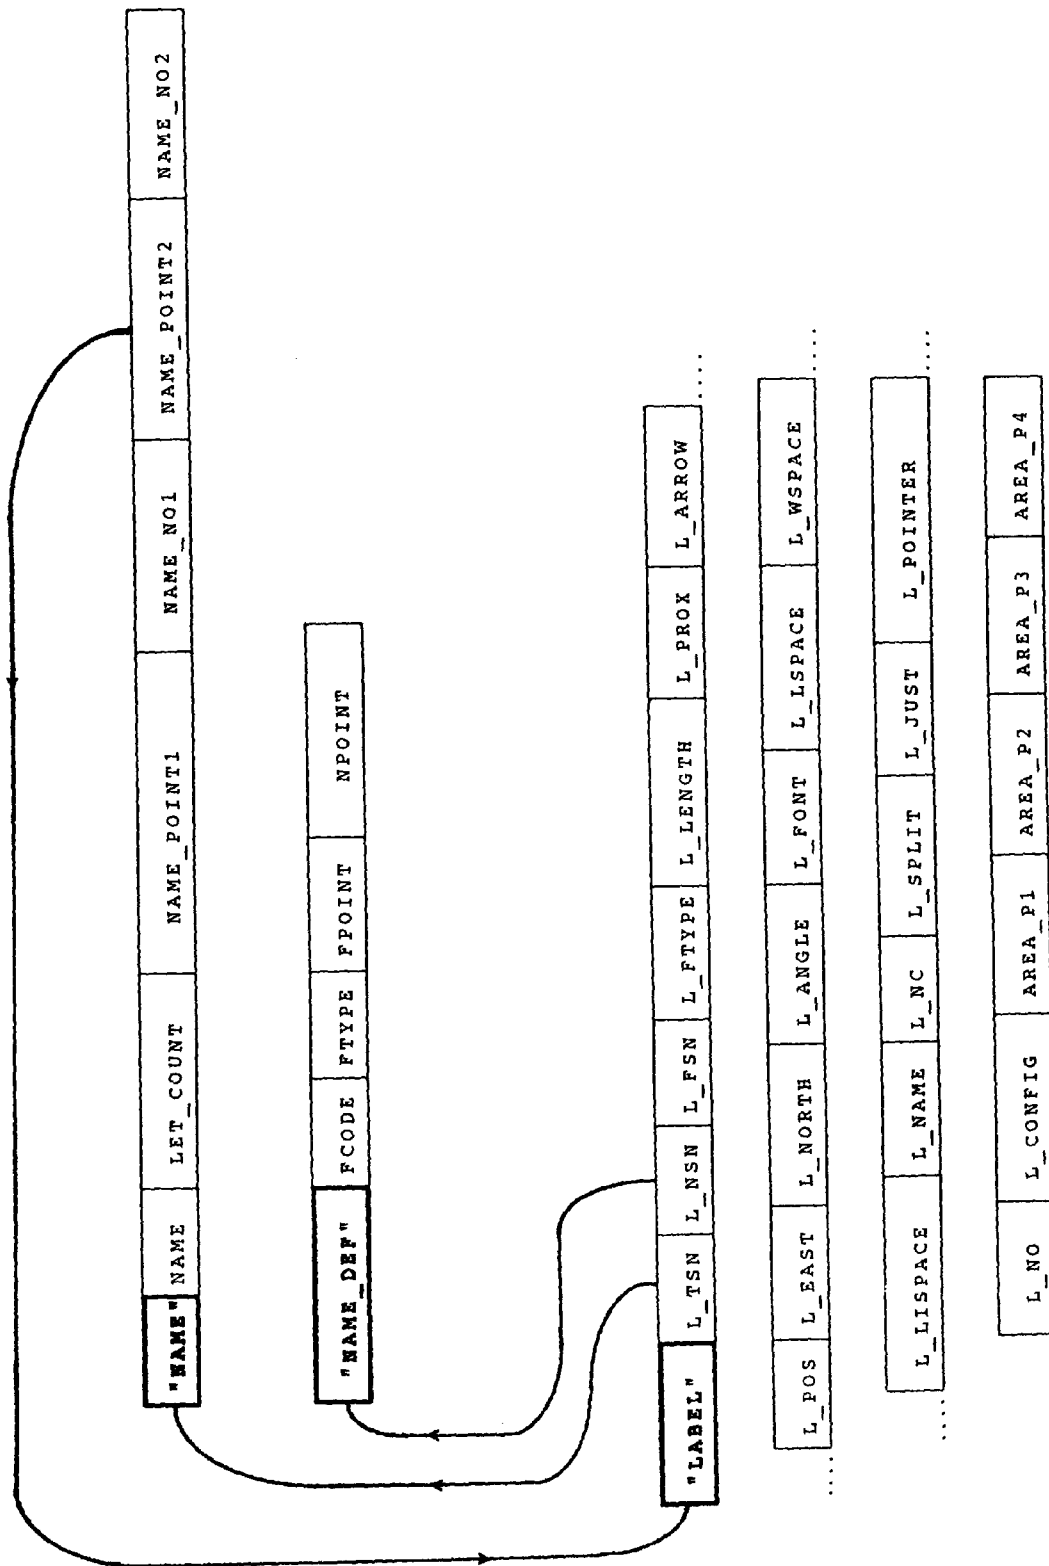 "NAME" NAME LET_COUNT NAME_POINT1 NAME_NO1 NAME_POINT2 NAME_NO2
"NAME_DEF" FCODE FTYPE FPOINT NPOINT
"LABEL" L_TSN L_NSN L_FSN L_FTYPE L_LENGTH L_PROX L_ARROW ....
.... L_POS L_EAST L_NORTH L_ANGLE L_FONT L_LSPACE L_WSPACE ....
.... L_LISPACE L_NAME L_NC L_SPLIT L_JUST L_POINTER ....
L_NO L_CONFIG AREA_P1 AREA_P2 AREA_P3 AREA_P4